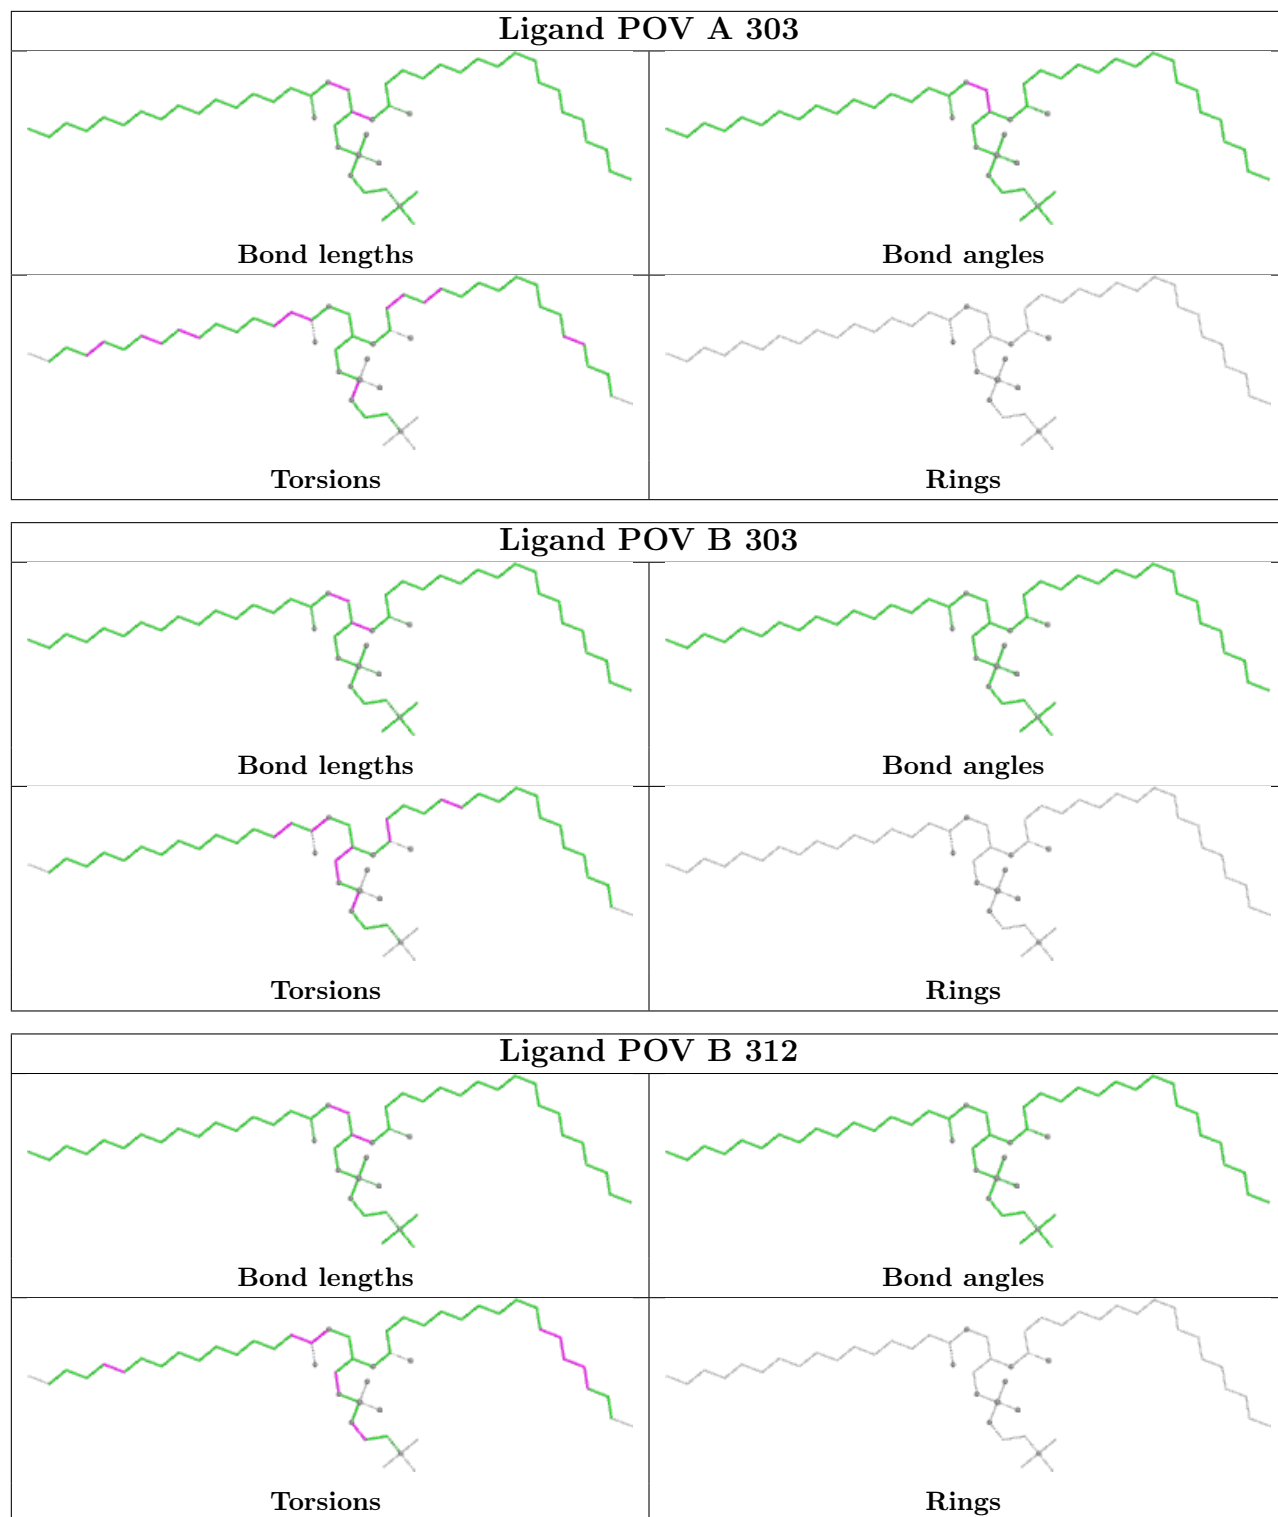 Ligand POV A 303
Bond lengths
Bond angles
Torsions
Rings
Ligand POV B 303
Bond lengths
Bond angles
Torsions
Rings
Ligand POV B 312
Bond lengths
Bond angles
Torsions
Rings